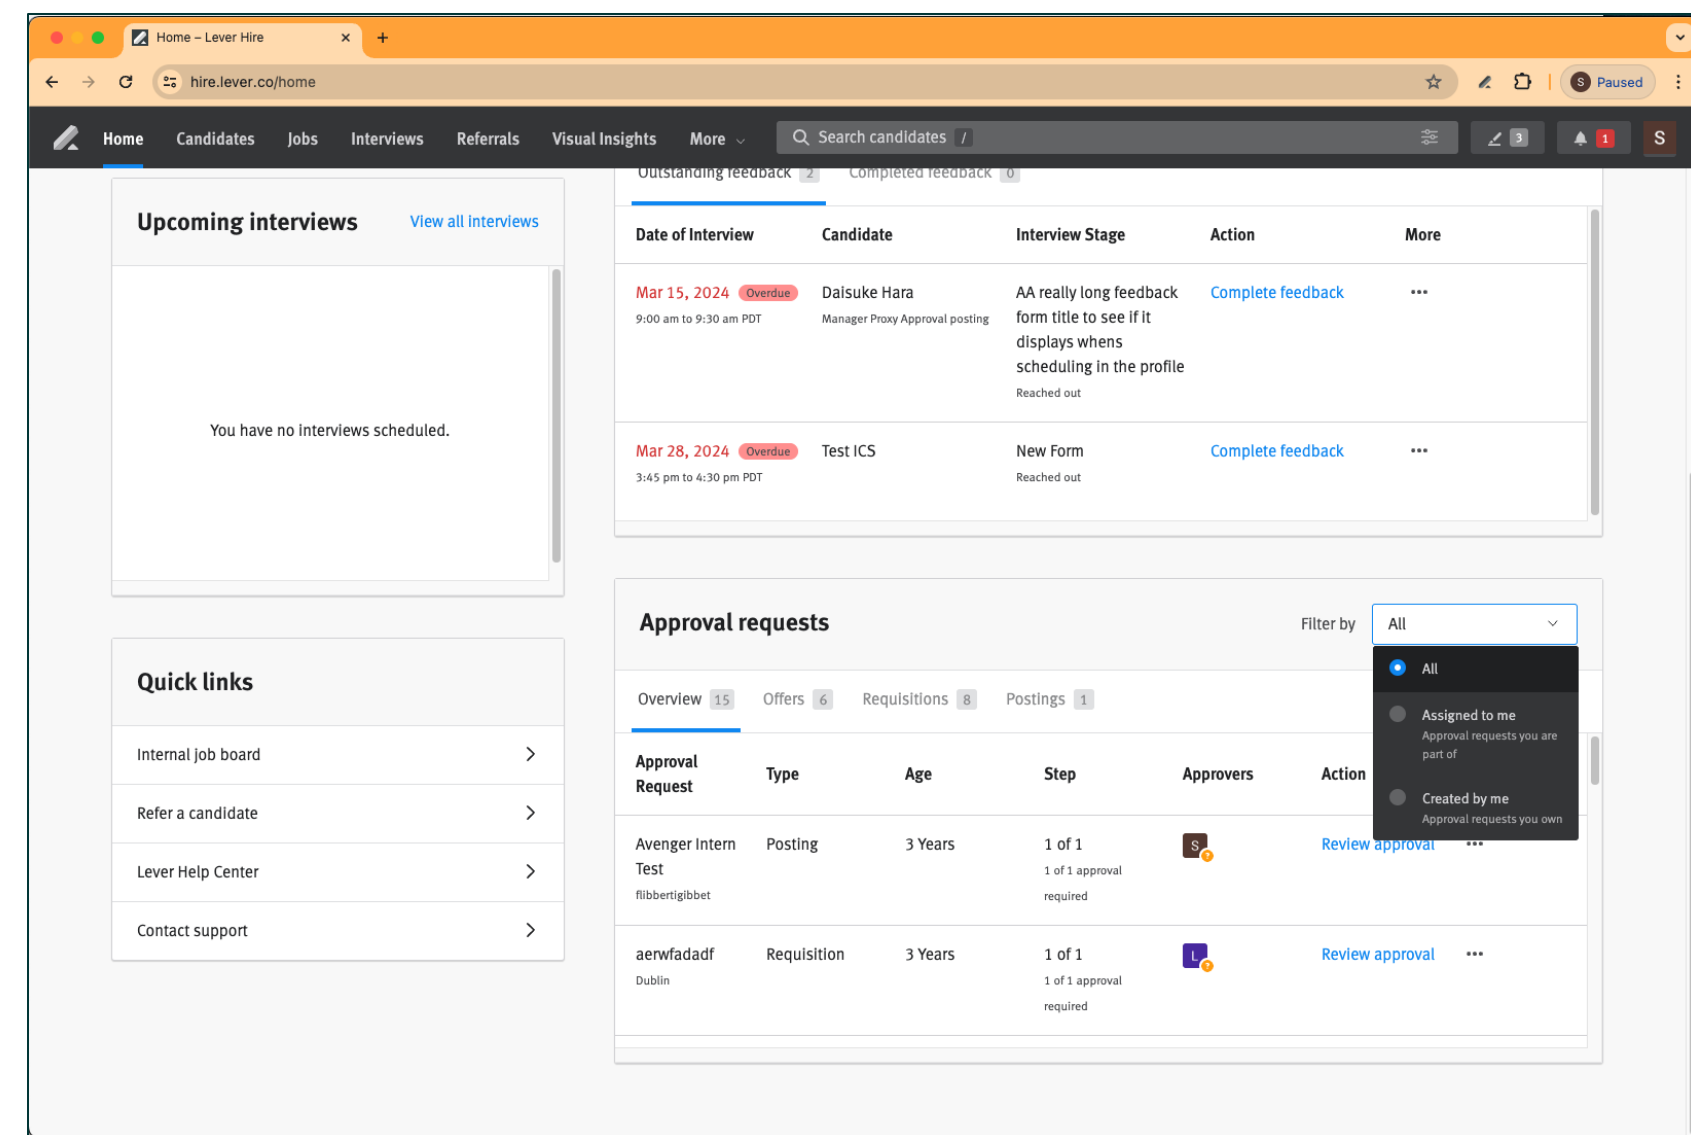 Home – Lever Hire
hire.lever.co/home
S Paused
Home Candidates Jobs Interviews Referrals Visual Insights More Search candidates / 3 1 S
Upcoming interviews View all interviews
You have no interviews scheduled.
Quick links
Internal job board
Refer a candidate
Lever Help Center
Contact support
Outstanding feedback 2 Completed feedback 0
Date of Interview Candidate Interview Stage Action More
Mar 15, 2024 Overdue Daisuke Hara AA really long feedback Complete feedback •••
9:00 am to 9:30 am PDT Manager Proxy Approval posting form title to see if it
displays whens
scheduling in the profile
Reached out
Mar 28, 2024 Overdue Test ICS New Form Complete feedback •••
3:45 pm to 4:30 pm PDT Reached out
Approval requests Filter by All
All
Assigned to me
Approval requests you are
part of
Created by me
Approval requests you own
Overview 15 Offers 6 Requisitions 8 Postings 1
Approval
Request Type Age Step Approvers Action
Avenger Intern Posting 3 Years 1 of 1 S ? Review approval •••
Test 1 of 1 approval
flibbertigibbet required
aerwfadadf Requisition 3 Years 1 of 1 L ? Review approval •••
Dublin 1 of 1 approval
required